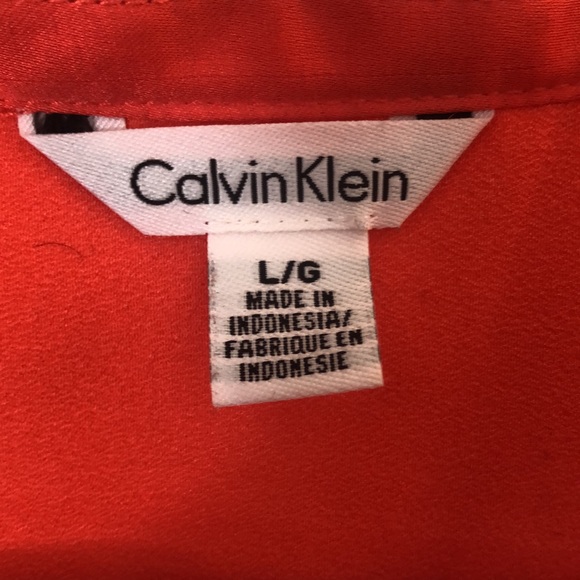 Calvin Klein
L/G
MADE IN
INDONESIA/
FABRIQUE EN
INDONESIE